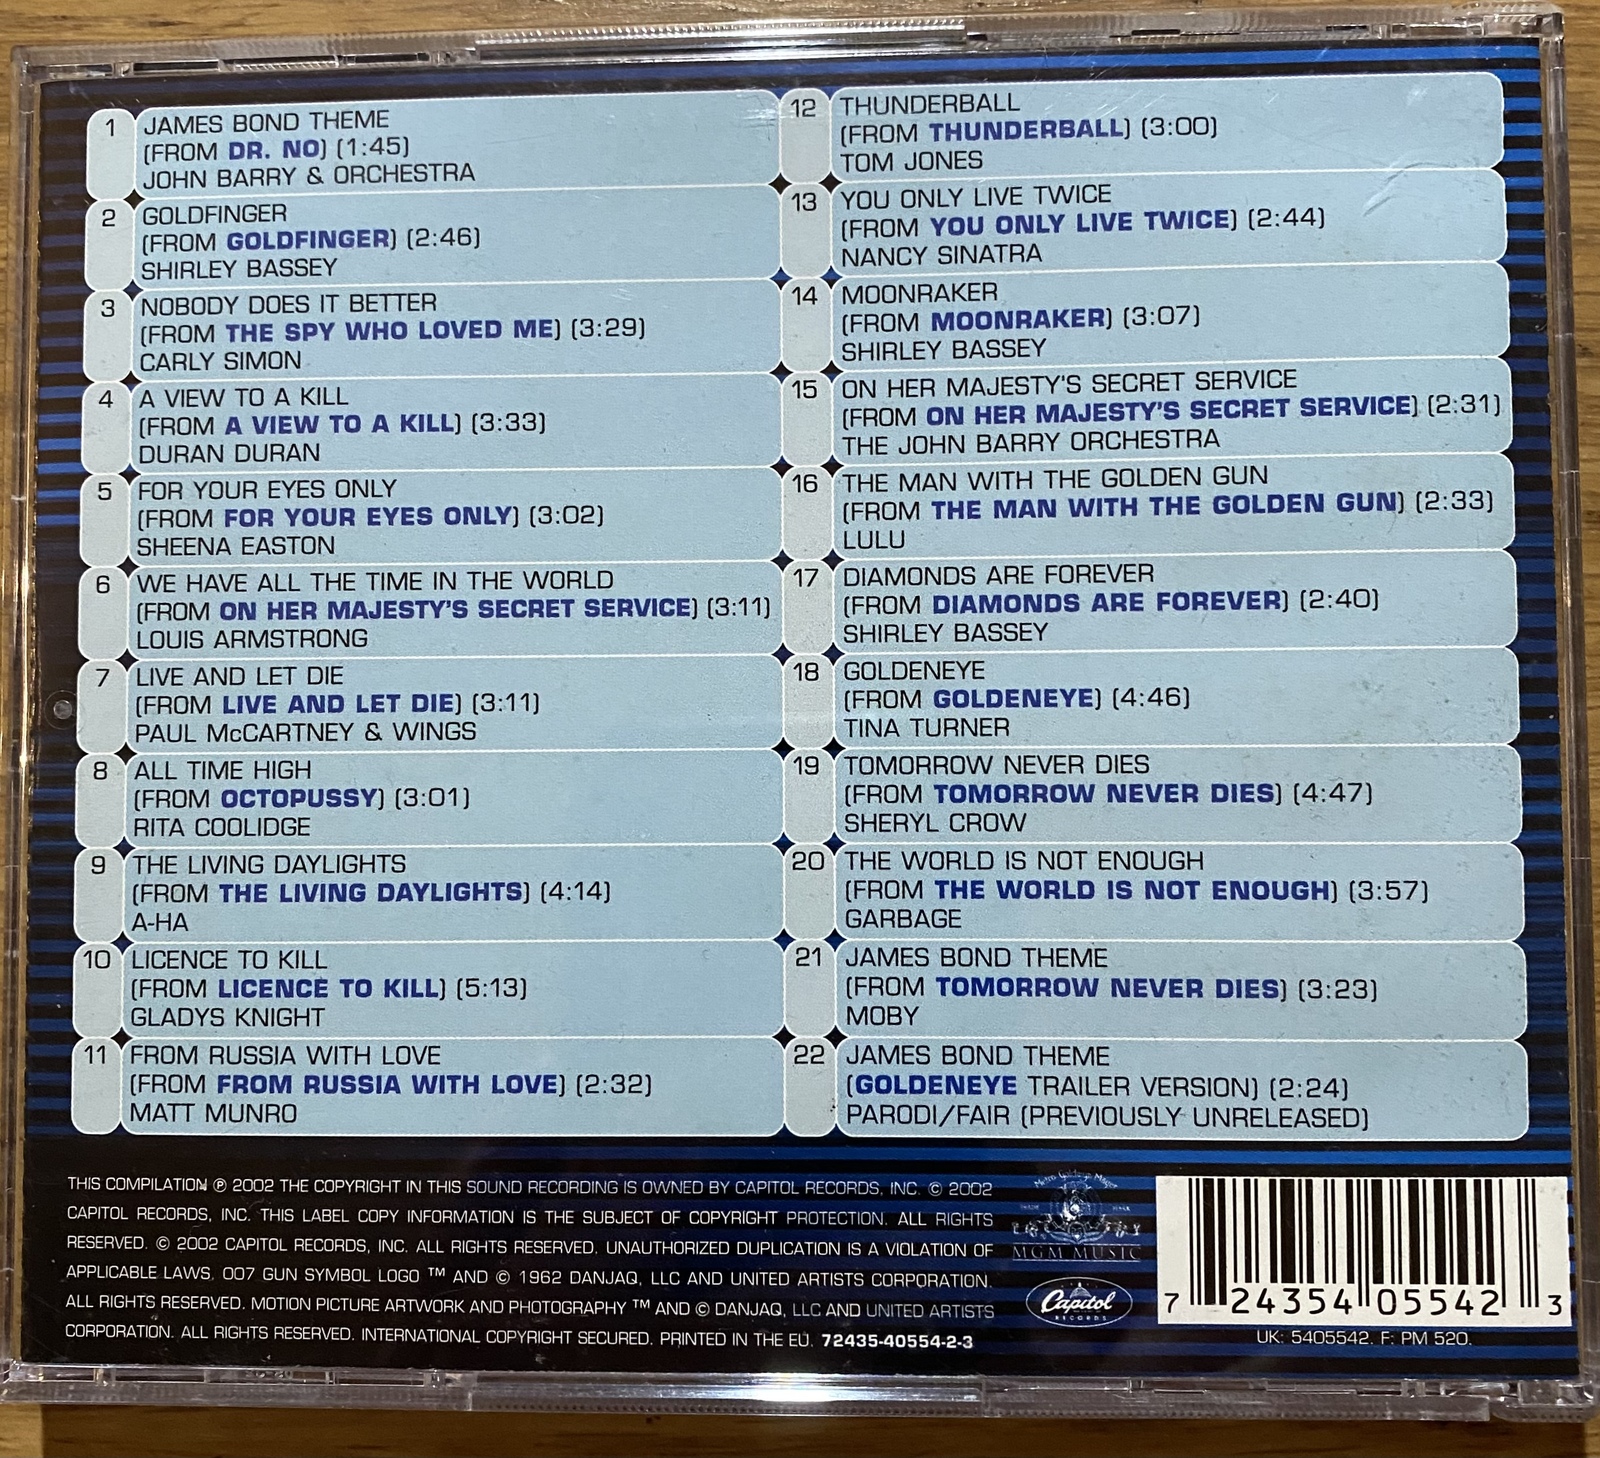 1
JAMES BOND THEME
(FROM DR. NO) (1:45)
JOHN BARRY & ORCHESTRA
2
GOLDFINGER
(FROM GOLDFINGER) (2:46)
SHIRLEY BASSEY
3
NOBODY DOES IT BETTER
(FROM THE SPY WHO LOVED ME) (3:29)
CARLY SIMON
4
A VIEW TO A KILL
(FROM A VIEW TO A KILL) (3:33)
DURAN DURAN
5
FOR YOUR EYES ONLY
(FROM FOR YOUR EYES ONLY) (3:02)
SHEENA EASTON
6
WE HAVE ALL THE TIME IN THE WORLD
(FROM ON HER MAJESTY'S SECRET SERVICE) (3:11)
LOUIS ARMSTRONG
7
LIVE AND LET DIE
(FROM LIVE AND LET DIE) (3:11)
PAUL McCARTNEY & WINGS
8
ALL TIME HIGH
(FROM OCTOPUSSY) (3:01)
RITA COOLIDGE
9
THE LIVING DAYLIGHTS
(FROM THE LIVING DAYLIGHTS) (4:14)
A-HA
10
LICENCE TO KILL
(FROM LICENCE TO KILL) (5:13)
GLADYS KNIGHT
11
FROM RUSSIA WITH LOVE
(FROM FROM RUSSIA WITH LOVE) (2:32)
MATT MUNRO
12
THUNDERBALL
(FROM THUNDERBALL) (3:00)
TOM JONES
13
YOU ONLY LIVE TWICE
(FROM YOU ONLY LIVE TWICE) (2:44)
NANCY SINATRA
14
MOONRAKER
(FROM MOONRAKER) (3:07)
SHIRLEY BASSEY
15
ON HER MAJESTY'S SECRET SERVICE
(FROM ON HER MAJESTY'S SECRET SERVICE) (2:31)
THE JOHN BARRY ORCHESTRA
16
THE MAN WITH THE GOLDEN GUN
(FROM THE MAN WITH THE GOLDEN GUN) (2:33)
LULU
17
DIAMONDS ARE FOREVER
(FROM DIAMONDS ARE FOREVER) (2:40)
SHIRLEY BASSEY
18
GOLDENEYE
(FROM GOLDENEYE) (4:46)
TINA TURNER
19
TOMORROW NEVER DIES
(FROM TOMORROW NEVER DIES) (4:47)
SHERYL CROW
20
THE WORLD IS NOT ENOUGH
(FROM THE WORLD IS NOT ENOUGH) (3:57)
GARBAGE
21
JAMES BOND THEME
(FROM TOMORROW NEVER DIES) (3:23)
MOBY
22
JAMES BOND THEME
(GOLDENEYE TRAILER VERSION) (2:24)
PARODI/FAIR (PREVIOUSLY UNRELEASED)
THIS COMPILATION ℗ 2002 THE COPYRIGHT IN THIS SOUND RECORDING IS OWNED BY CAPITOL RECORDS, INC. © 2002
CAPITOL RECORDS, INC. THIS LABEL COPY INFORMATION IS THE SUBJECT OF COPYRIGHT PROTECTION. ALL RIGHTS
RESERVED. © 2002 CAPITOL RECORDS, INC. ALL RIGHTS RESERVED. UNAUTHORIZED DUPLICATION IS A VIOLATION OF
APPLICABLE LAWS. 007 GUN SYMBOL LOGO ™ AND © 1962 DANJAQ, LLC AND UNITED ARTISTS CORPORATION.
ALL RIGHTS RESERVED. MOTION PICTURE ARTWORK AND PHOTOGRAPHY ™ AND © DANJAQ, LLC AND UNITED ARTISTS
CORPORATION. ALL RIGHTS RESERVED. INTERNATIONAL COPYRIGHT SECURED. PRINTED IN THE EU. 72435-40554-2-3
Metro Goldwyn Mayer
MGM MUSIC
Capitol
RECORDS
7 24354 05542 3
UK: 5405542. F: PM 520.